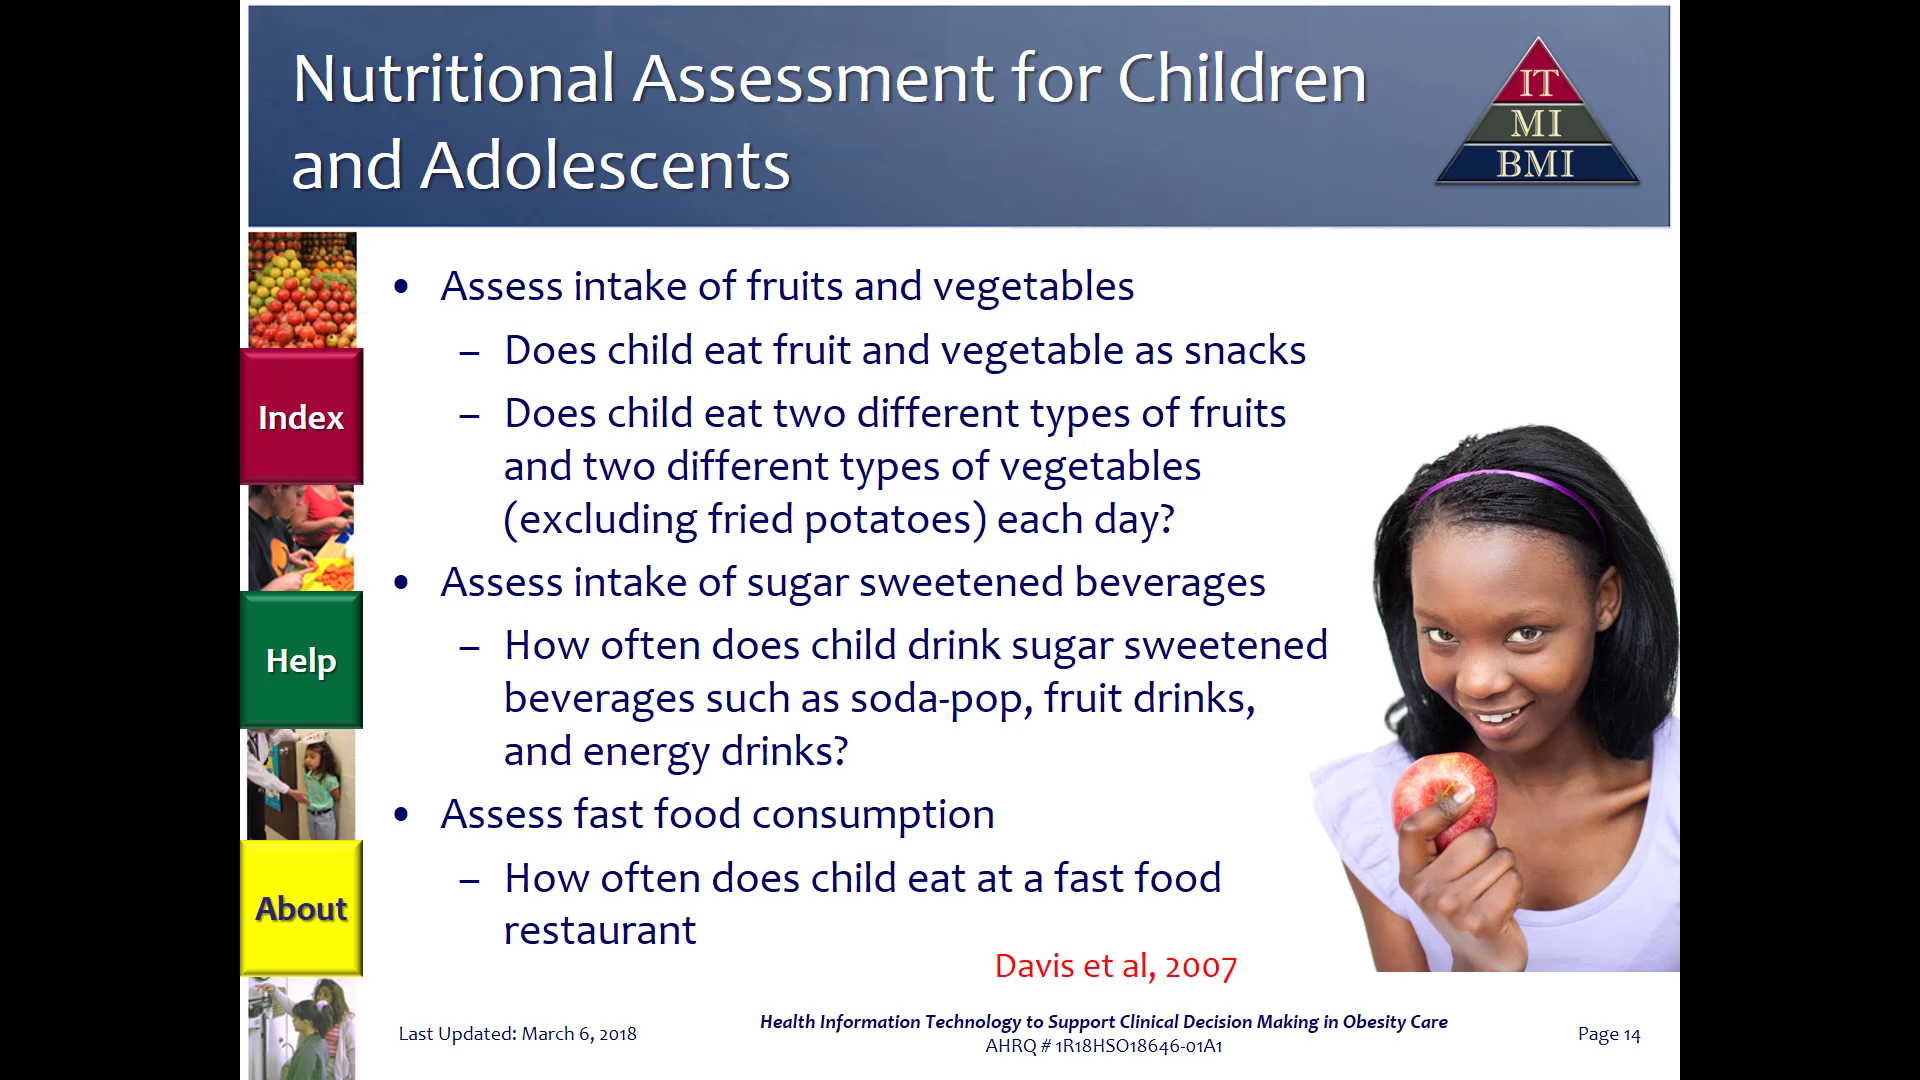 Nutritional Assessment for Children
and Adolescents
IT
MI
BMI
• Assess intake of fruits and vegetables
– Does child eat fruit and vegetable as snacks
– Does child eat two different types of fruits
and two different types of vegetables
(excluding fried potatoes) each day?
• Assess intake of sugar sweetened beverages
– How often does child drink sugar sweetened
beverages such as soda-pop, fruit drinks,
and energy drinks?
• Assess fast food consumption
– How often does child eat at a fast food
restaurant
Davis et al, 2007
Index
Help
About
Last Updated: March 6, 2018
Health Information Technology to Support Clinical Decision Making in Obesity Care
AHRQ # 1R18HSO18646-01A1
Page 14